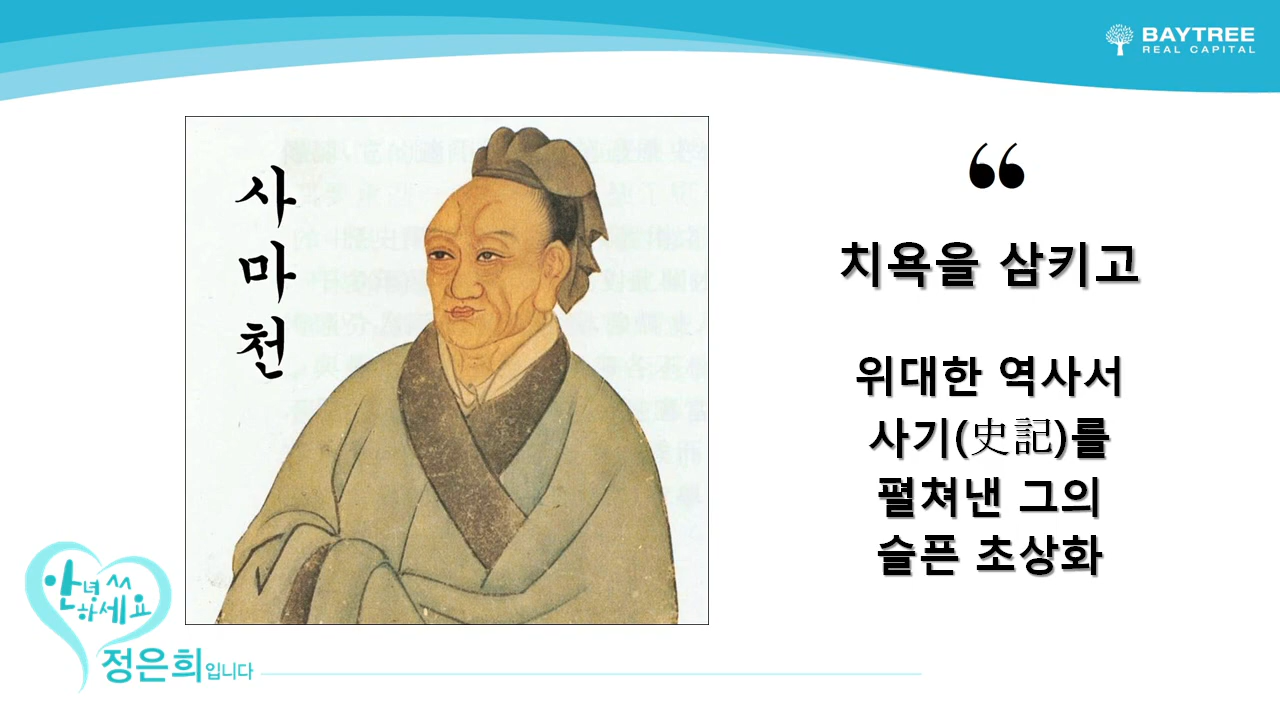 BAYTREE
REAL CAPITAL
사마천
“
치욕을 삼키고
위대한 역사서
사기(史記)를
펼쳐낸 그의
슬픈 초상화
안녕^^
하세요
정은희입니다